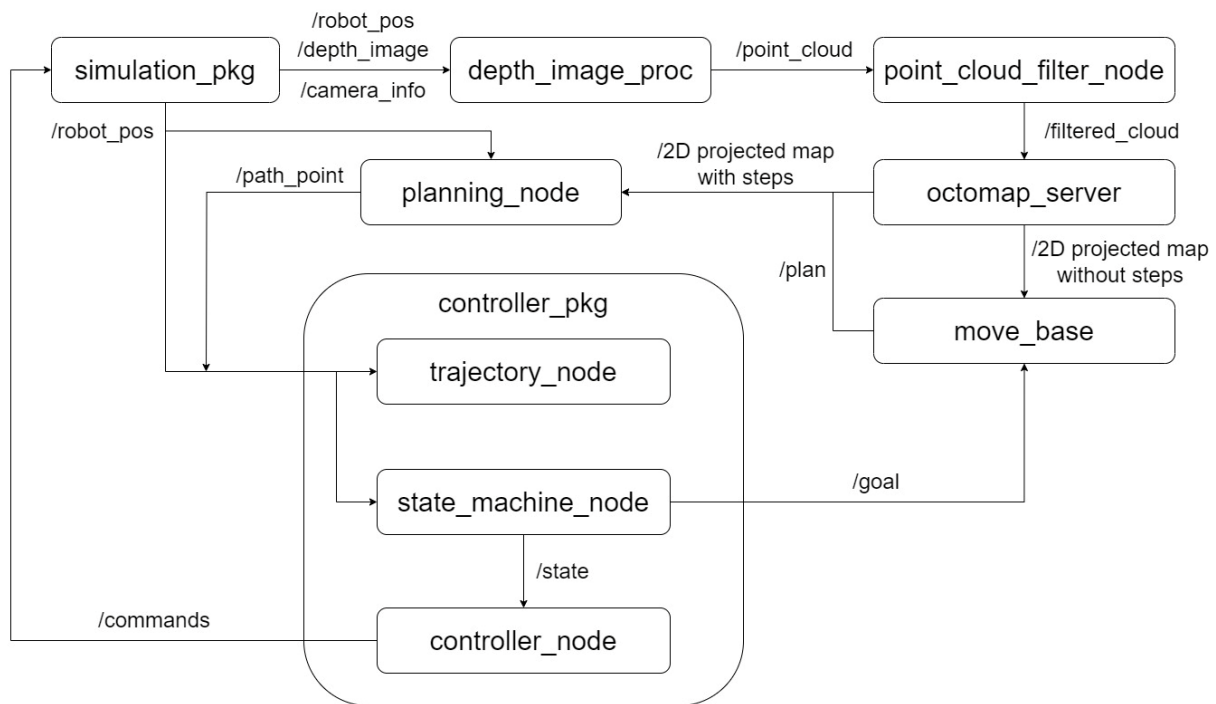 /robot_pos
/depth_image
/camera_info
simulation_pkg
depth_image_proc
/point_cloud
point_cloud_filter_node
/robot_pos
/filtered_cloud
/path_point
planning_node
/2D projected map
with steps
octomap_server
/plan
/2D projected map
without steps
controller_pkg
move_base
trajectory_node
state_machine_node
/goal
/state
/commands
controller_node